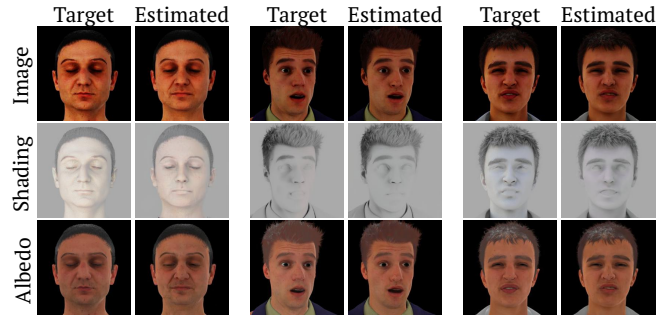 Target Estimated Target Estimated Target Estimated
Image
Shading
Albedo